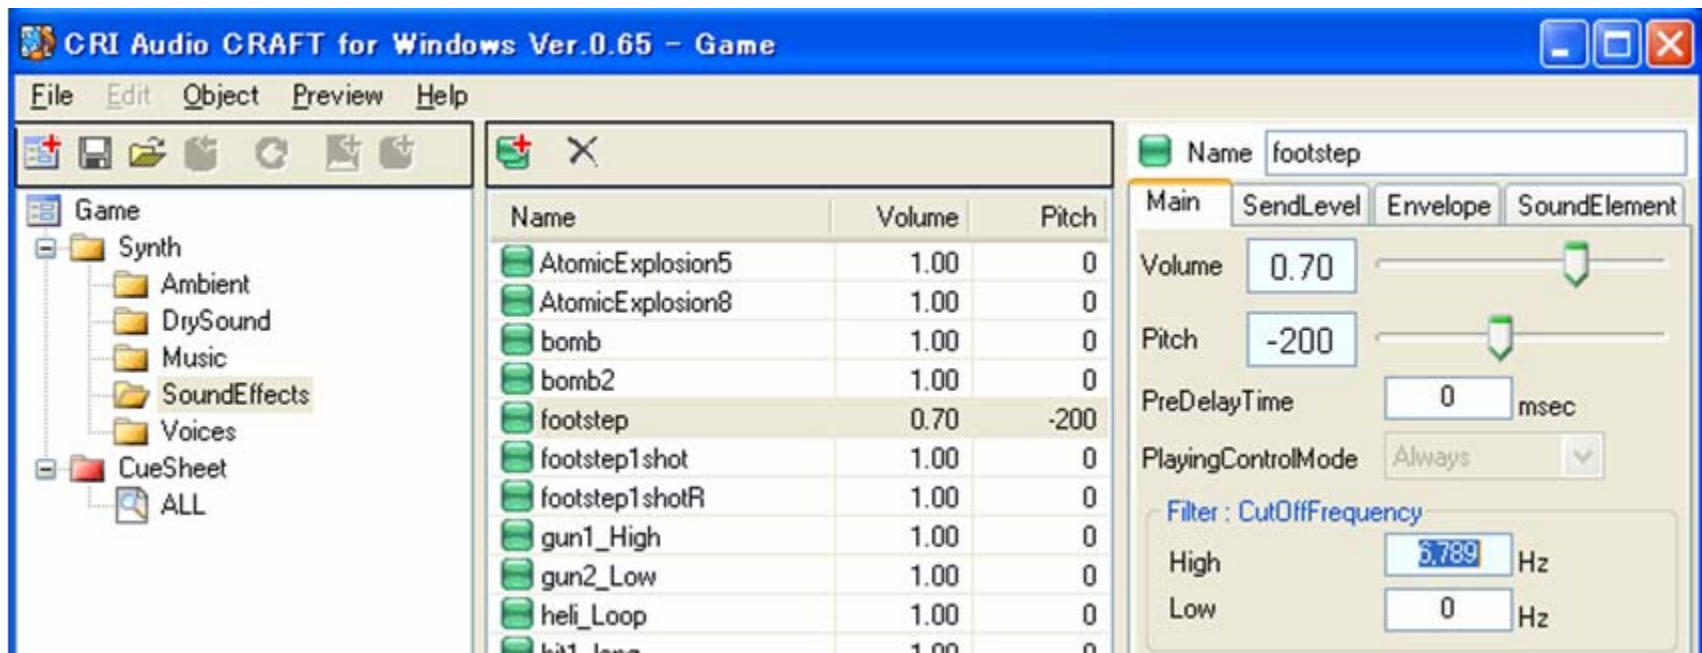 CRI Audio CRAFT for Windows Ver.0.65 - Game
File Edit Object Preview Help
Game
Synth
Ambient
DrySound
Music
SoundEffects
Voices
CueSheet
ALL
Name Volume Pitch
AtomicExplosion5 1.00 0
AtomicExplosion8 1.00 0
bomb 1.00 0
bomb2 1.00 0
footstep 0.70 -200
footstep1shot 1.00 0
footstep1shotR 1.00 0
gun1_High 1.00 0
gun2_Low 1.00 0
heli_Loop 1.00 0
Name footstep
Main SendLevel Envelope SoundElement
Volume 0.70
Pitch -200
PreDelayTime 0 msec
PlayingControlMode Always
Filter : CutOffFrequency
High 6,789 Hz
Low 0 Hz